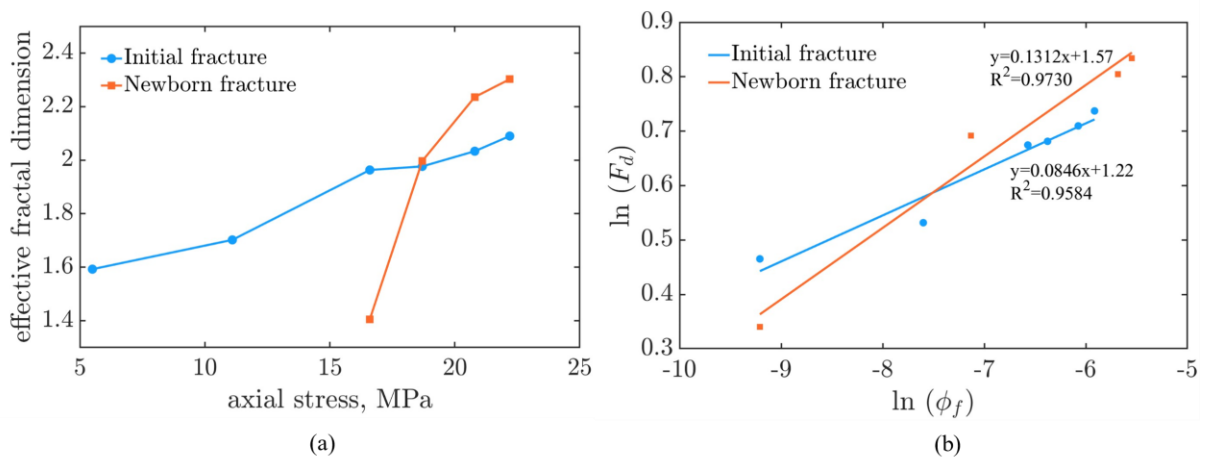 2.4
2.2
2
1.8
1.6
1.4
effective fractal dimension
Initial fracture
Newborn fracture
5
10
15
20
25
axial stress, MPa
(a)
0.9
0.8
0.7
0.6
0.5
0.4
0.3
ln (F_d)
Initial fracture
Newborn fracture
y=0.1312x+1.57
R²=0.9730
y=0.0846x+1.22
R²=0.9584
-10
-9
-8
-7
-6
-5
ln (ϕ_f)
(b)